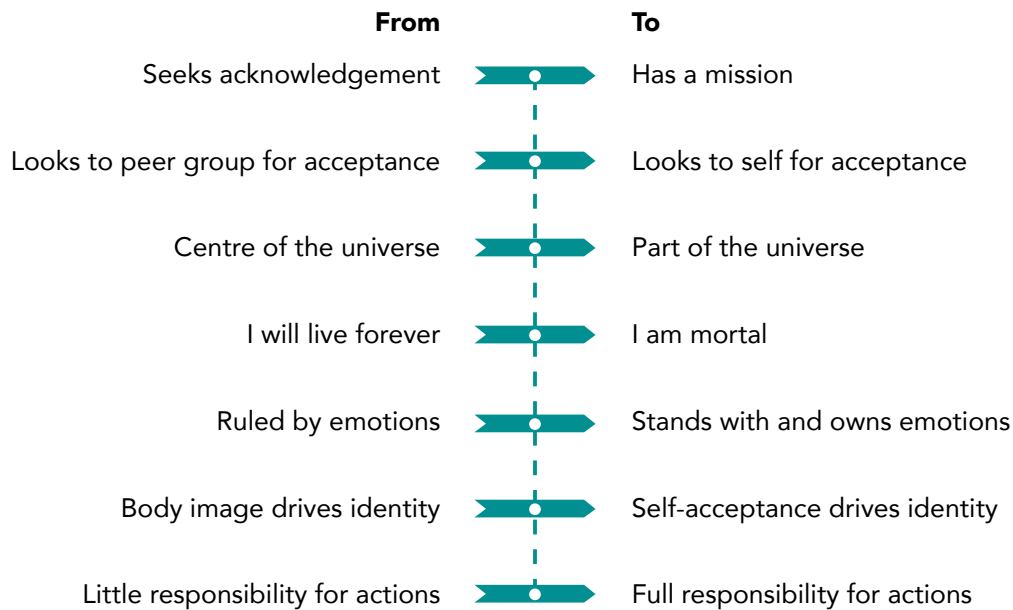 From To
Seeks acknowledgement Has a mission
Looks to peer group for acceptance Looks to self for acceptance
Centre of the universe Part of the universe
I will live forever I am mortal
Ruled by emotions Stands with and owns emotions
Body image drives identity Self-acceptance drives identity
Little responsibility for actions Full responsibility for actions